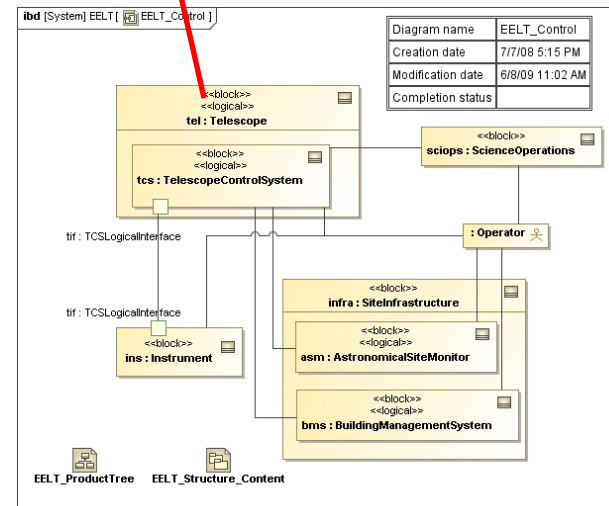 ibd [System] EELT[ EELT_Control ]
Diagram name EELT_Control
Creation date 7/7/08 5:15 PM
Modification date 6/8/09 11:02 AM
Completion status
<<block>>
<<logical>>
tel : Telescope
<<block>>
<<logical>>
tcs : TelescopeControlSystem
<<block>>
sciops : ScienceOperations
tif : TCSLogicalInterface
: Operator
<<block>>
infra : SiteInfrastructure
tif : TCSLogicalInterface
<<block>>
ins : Instrument
<<block>>
<<logical>>
asm : AstronomicalSiteMonitor
<<block>>
<<logical>>
bms : BuildingManagementSystem
EELT_ProductTree
EELT_Structure_Content